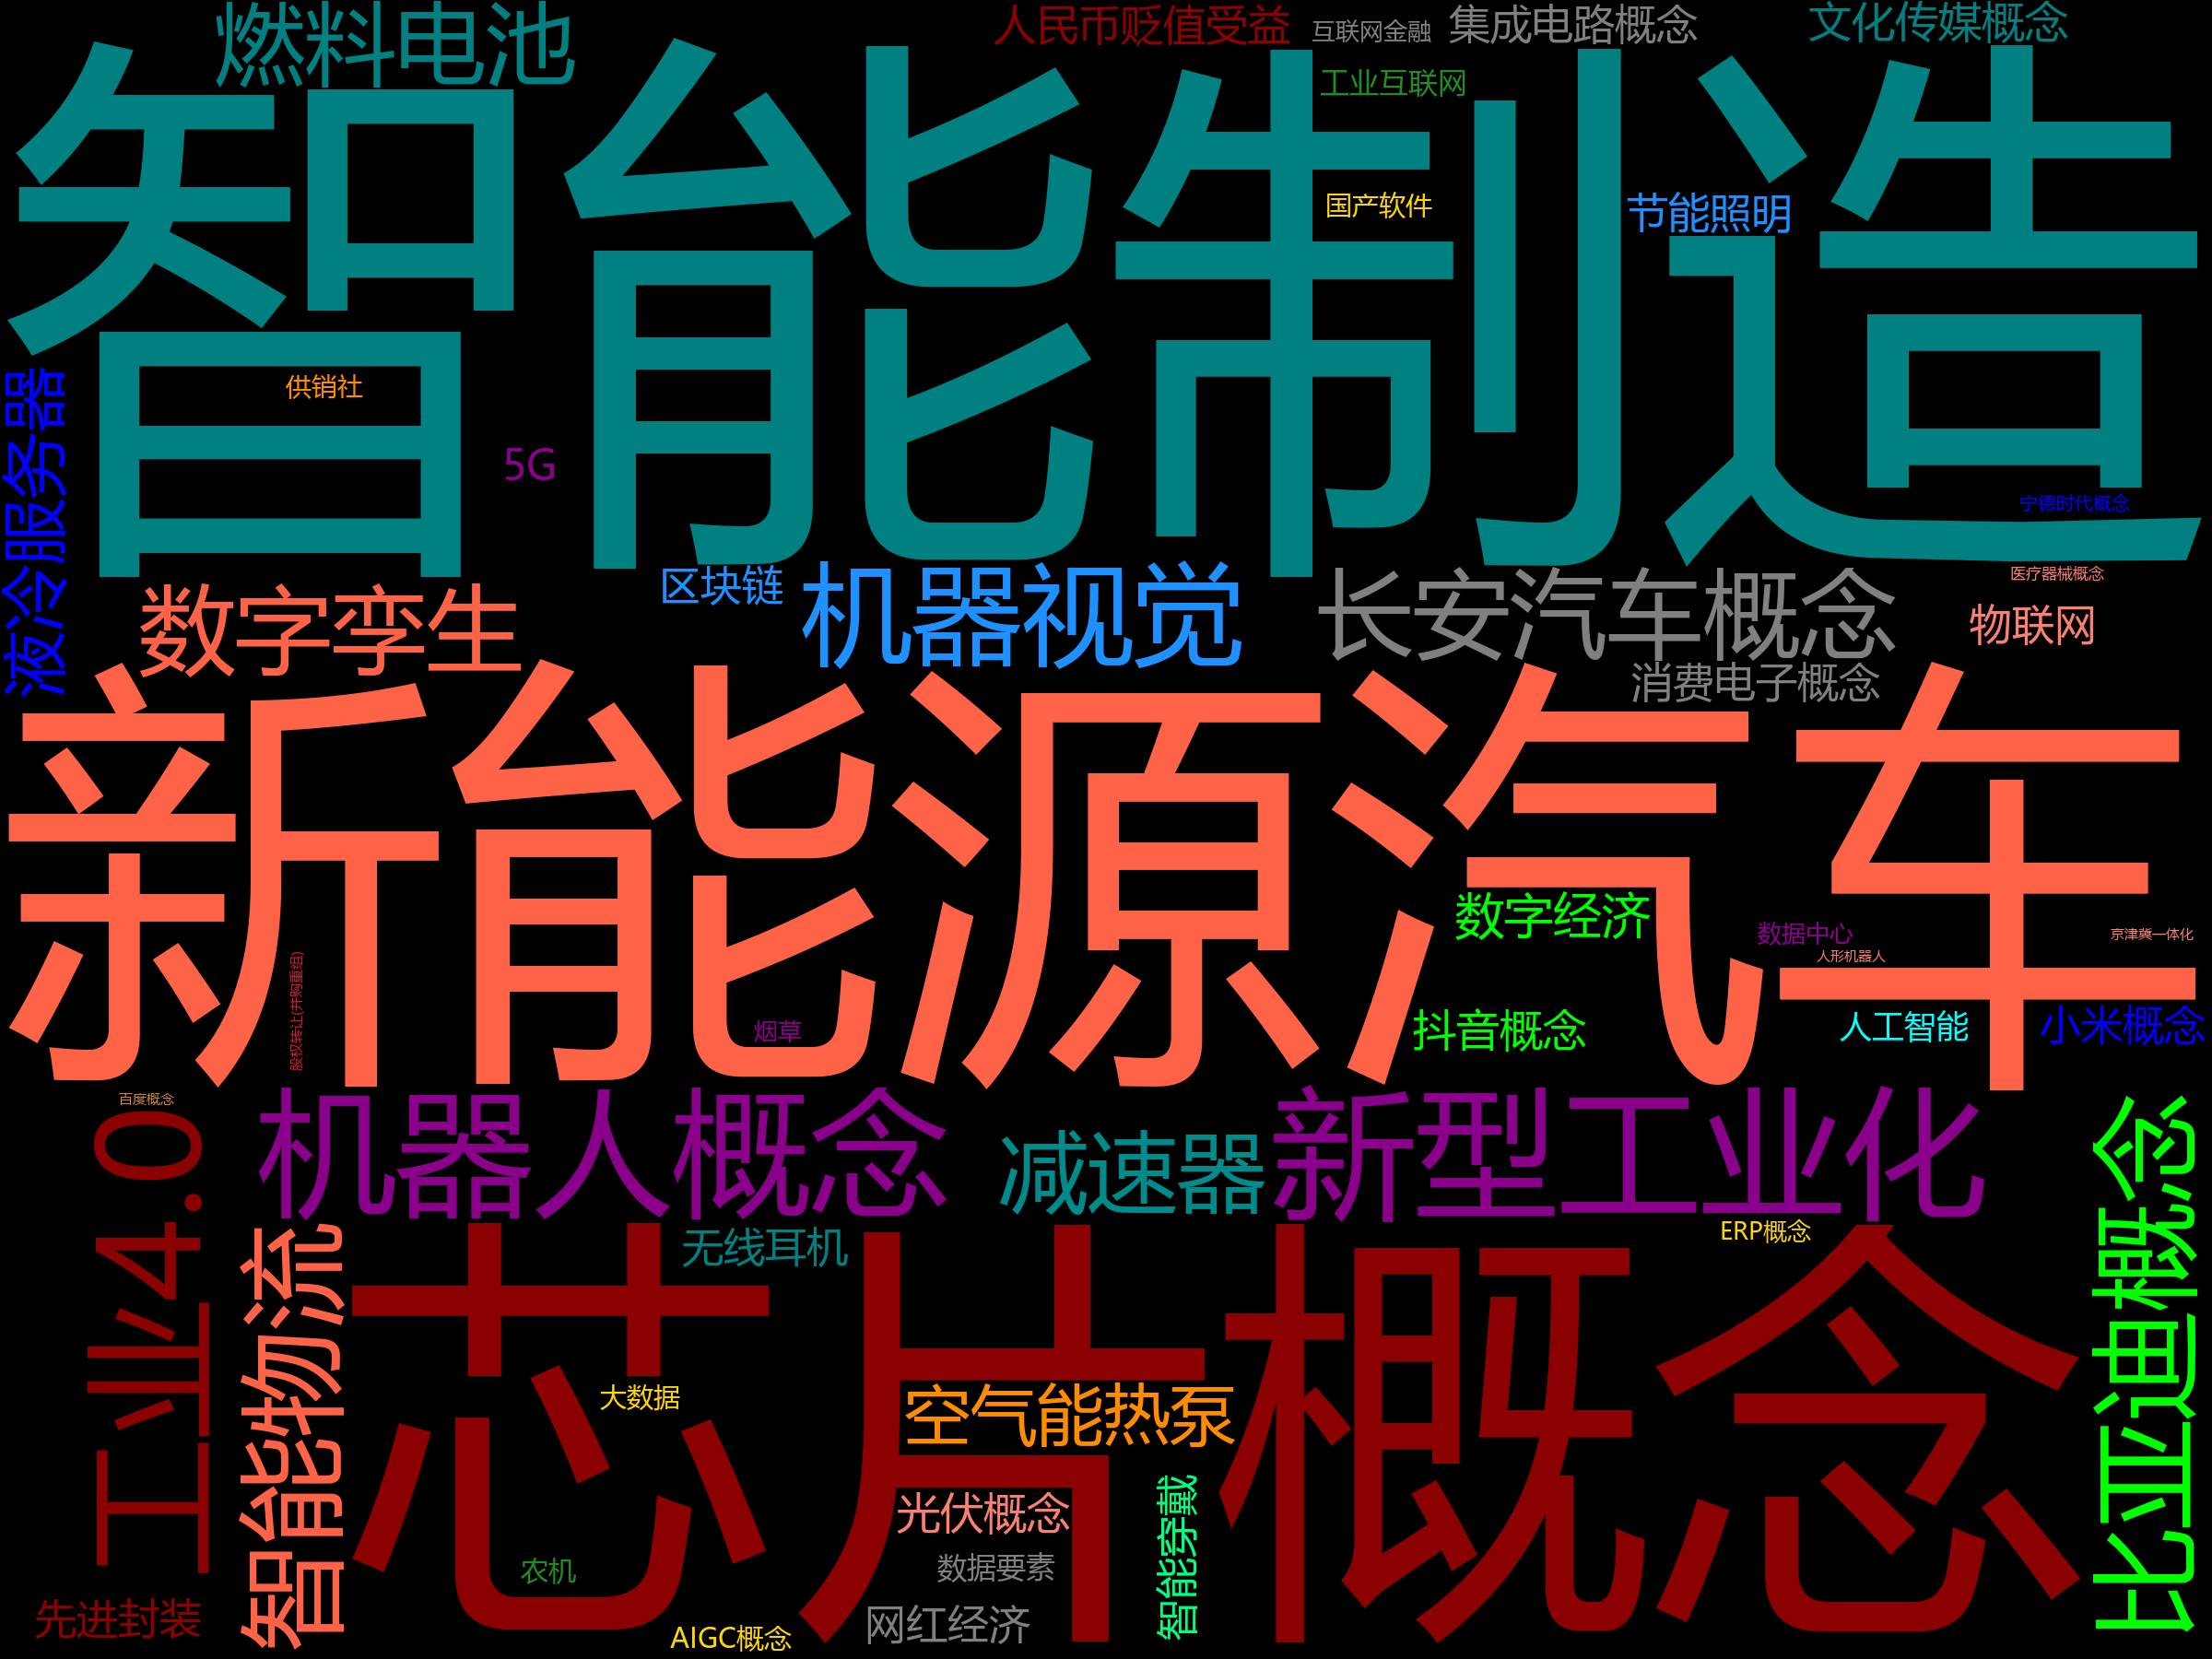 燃料电池
人民币贬值受益
互联网金融
集成电路概念
文化传媒概念
工业互联网
智能制造
国产软件
节能照明
供销社
5G
液冷服务器
宁德时代概念
区块链
机器视觉
长安汽车概念
医疗器械概念
数字孪生
物联网
消费电子概念
新能源汽车
数字经济
数据中心
京津冀一体化
人形机器人
股权转让(并购重组)
烟草
抖音概念
人工智能
小米概念
百度概念
工业4.0
机器人概念
减速器
新型工业化
比亚迪概念
智能物流
无线耳机
ERP概念
芯片概念
大数据
空气能热泵
光伏概念
智能穿戴
数据要素
农机
先进封装
网红经济
AIGC概念